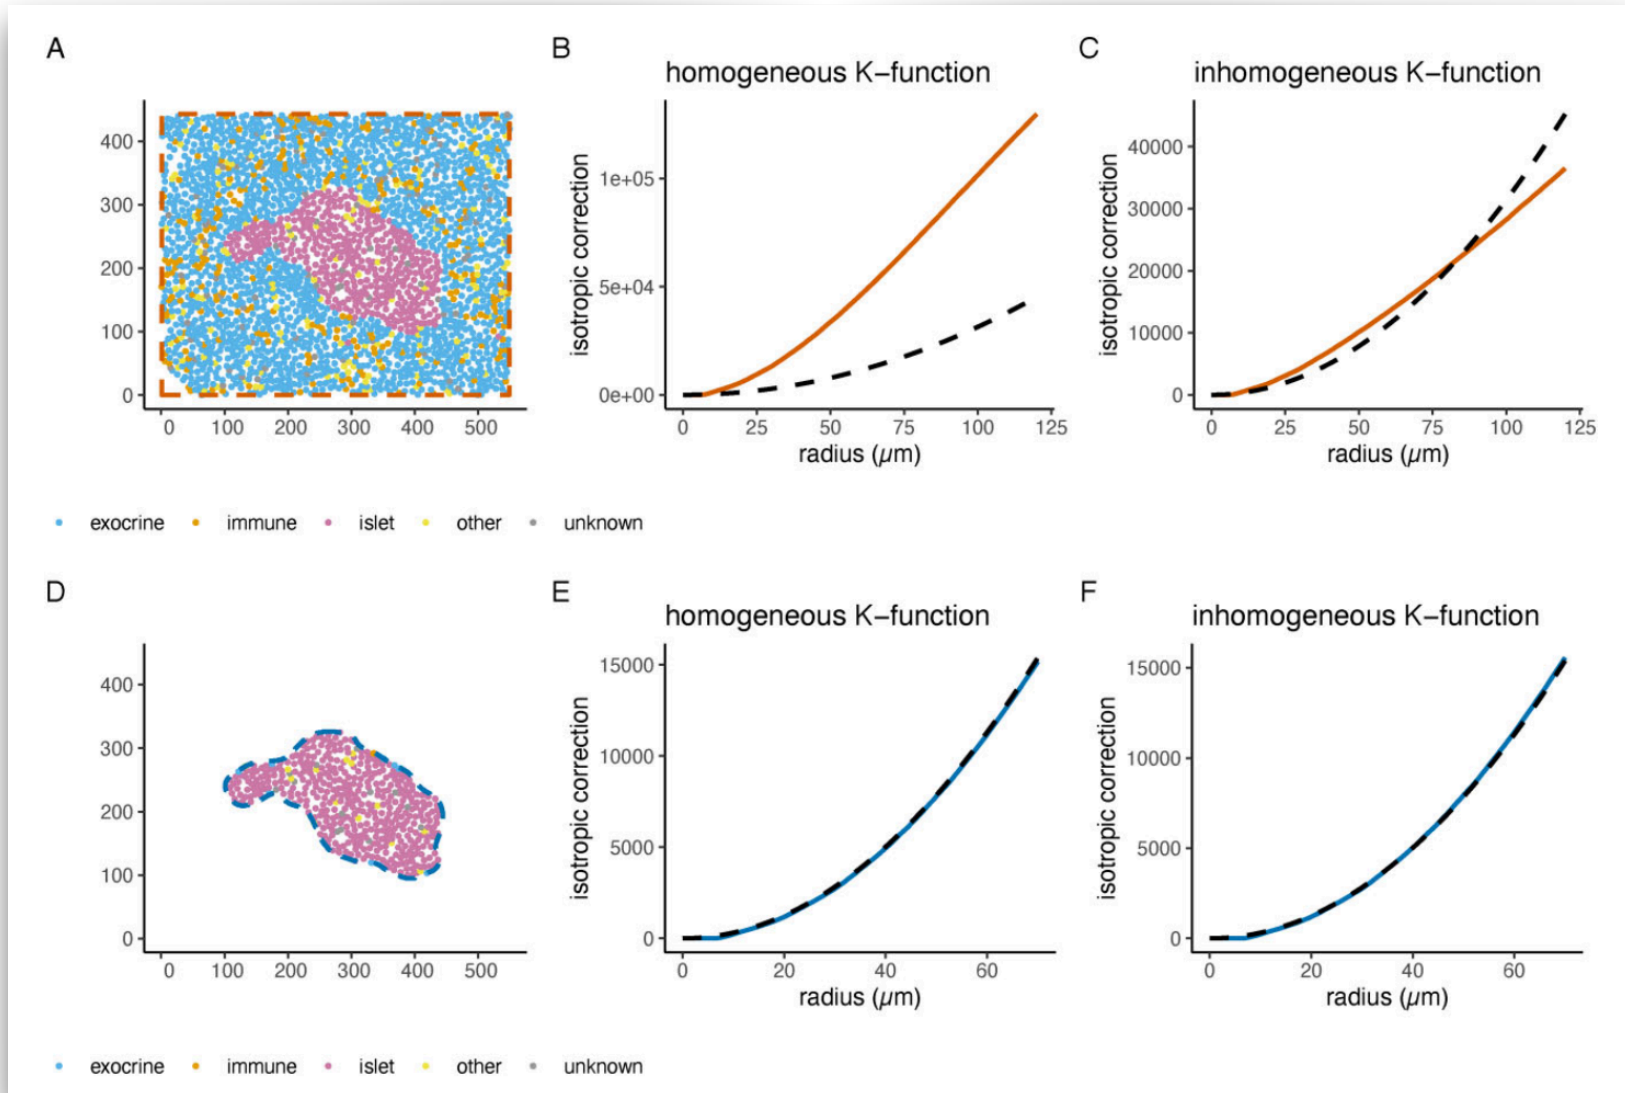 A
B
C
homogeneous K−function
inhomogeneous K−function
400
300
200
100
0
0 100 200 300 400 500
isotropic correction
1e+05
5e+04
0e+00
0 25 50 75 100 125
radius (µm)
isotropic correction
40000
30000
20000
10000
0
0 25 50 75 100 125
radius (µm)
exocrine immune islet other unknown
D
E
F
homogeneous K−function
inhomogeneous K−function
400
300
200
100
0
0 100 200 300 400 500
isotropic correction
15000
10000
5000
0
0 20 40 60
radius (µm)
isotropic correction
15000
10000
5000
0
0 20 40 60
radius (µm)
exocrine immune islet other unknown